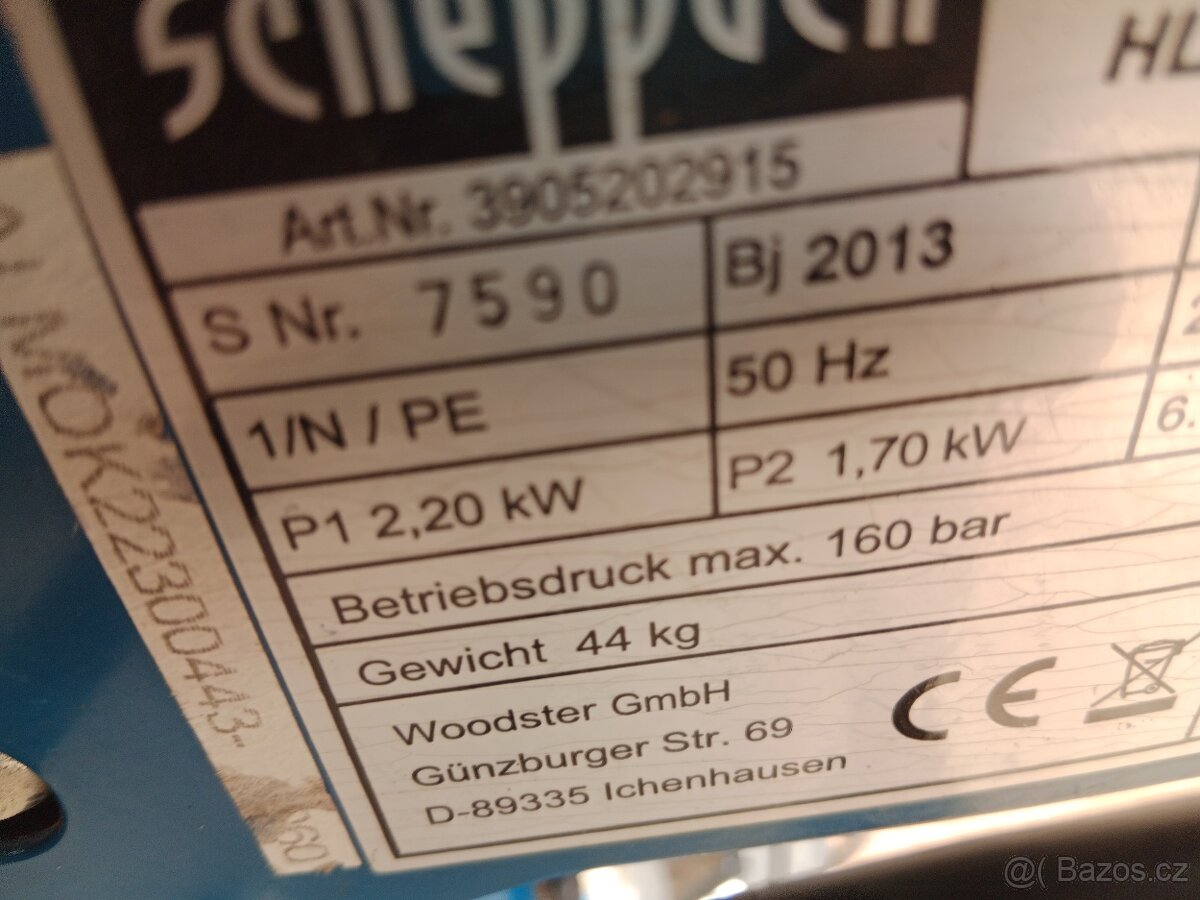 scheppach
HL
Art.Nr. 3905202915
S Nr. 7590
Bj 2013
1/N / PE
50 Hz
P1 2,20 kW
P2 1,70 kW
6.
Betriebsdruck max. 160 bar
Gewicht 44 kg
Woodster GmbH
Günzburger Str. 69
D-89335 Ichenhausen
CE
@( Bazos.cz